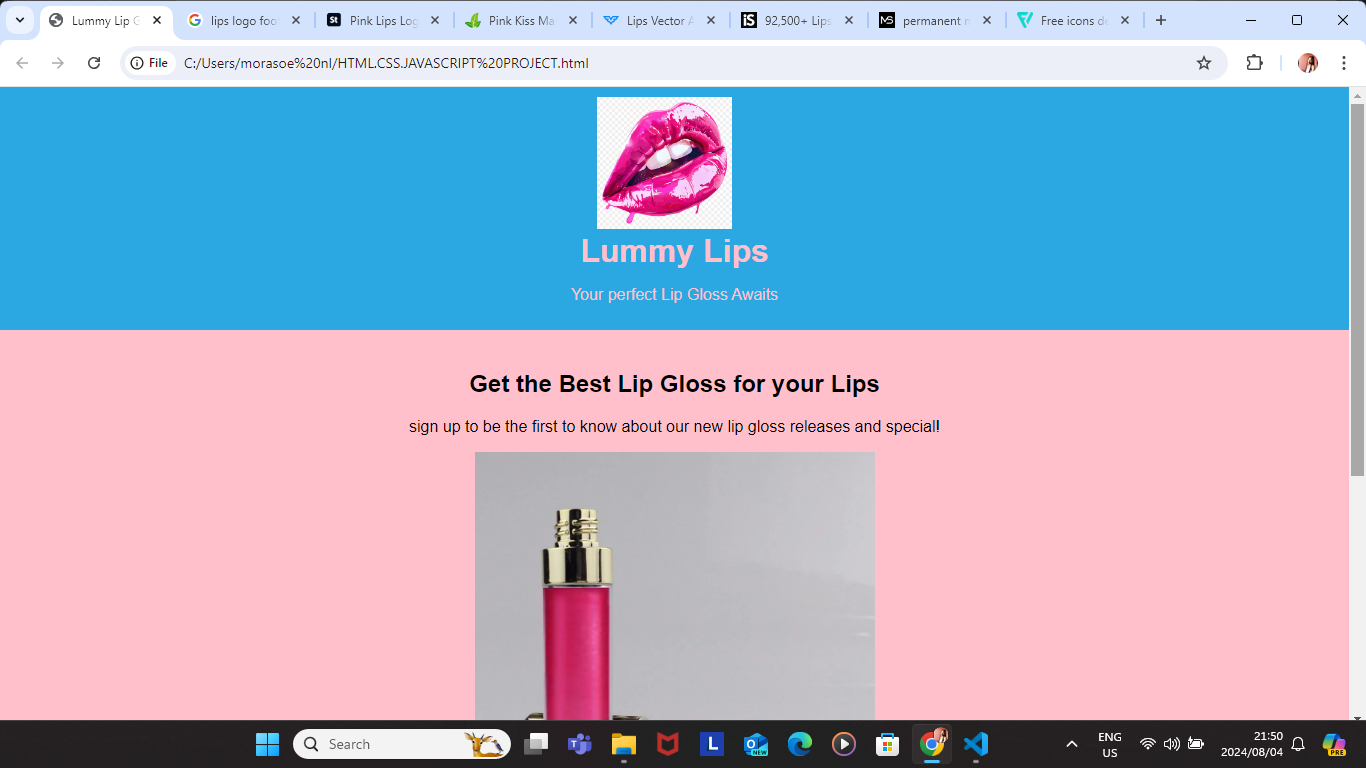 Lummy Lip G
lips logo foo
St
Pink Lips Log
Pink Kiss Ma
Lips Vector A
iS
92,500+ Lips
MS
permanent m
Free icons de
File
C:/Users/morasoe%20nl/HTML.CSS.JAVASCRIPT%20PROJECT.html
Lummy Lips
Your perfect Lip Gloss Awaits
Get the Best Lip Gloss for your Lips
sign up to be the first to know about our new lip gloss releases and special!
Search
L
NEW
ENG
US
21:50
2024/08/04
PRE